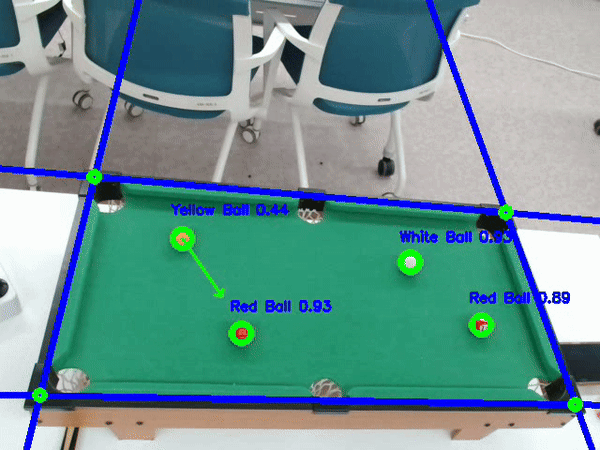 Yellow Ball 0.44
White Ball 0.93
Red Ball 0.89
Red Ball 0.93